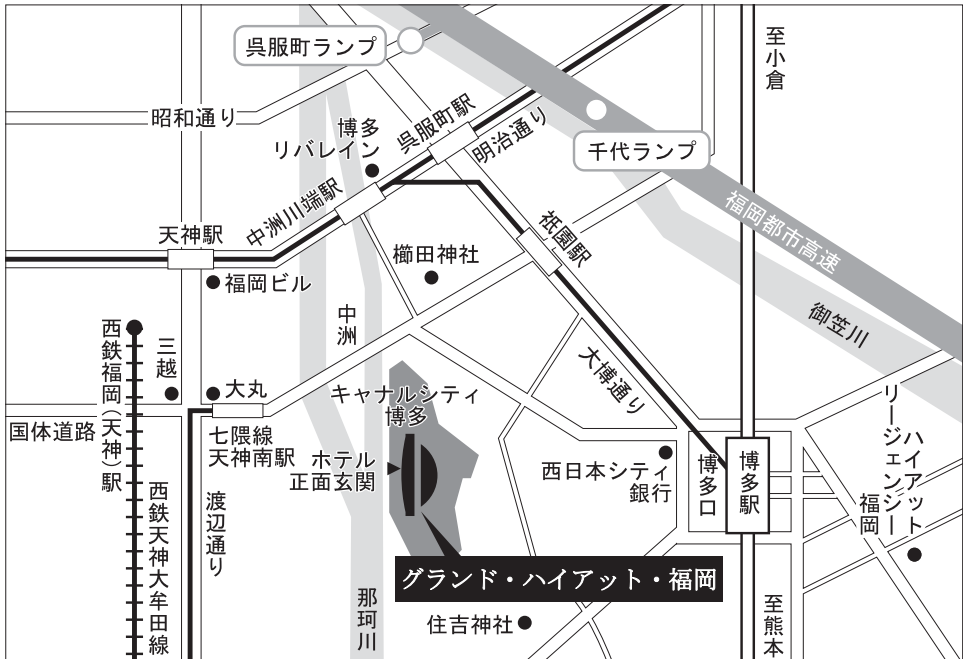 呉服町ランプ
至小倉
昭和通り
博多
リバレイン
呉服町駅
明治通り
千代ランプ
中洲川端駅
天神駅
福岡ビル
櫛田神社
祇園駅
福岡都市高速
御笠川
中洲
西鉄福岡(天神)駅
三越
大丸
国体道路
七隈線
天神南駅
キャナルシティ
博多
ホテル
正面玄関
大博通り
西日本シティ
銀行
博多口
博多駅
ハイアット
リージェンシー
福岡
西鉄天神大牟田線
渡辺通り
グランド・ハイアット・福岡
那珂川
住吉神社
至熊本